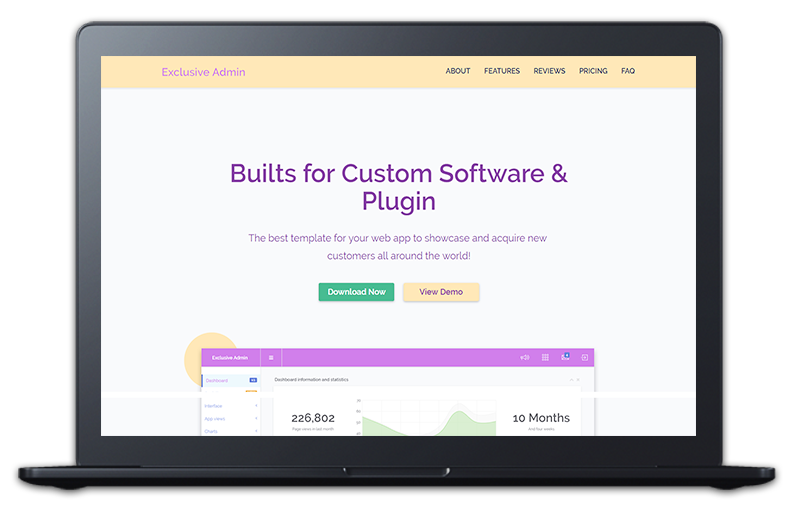 Exclusive Admin
ABOUT FEATURES REVIEWS PRICING FAQ
Builts for Custom Software &
Plugin
The best template for your web app to showcase and acquire new
customers all around the world!
Download Now View Demo
Exclusive Admin
Dashboard
Dashboard information and statistics
Interface
App views
Charts
226,802
Page views in last month
10 Months
And four weeks